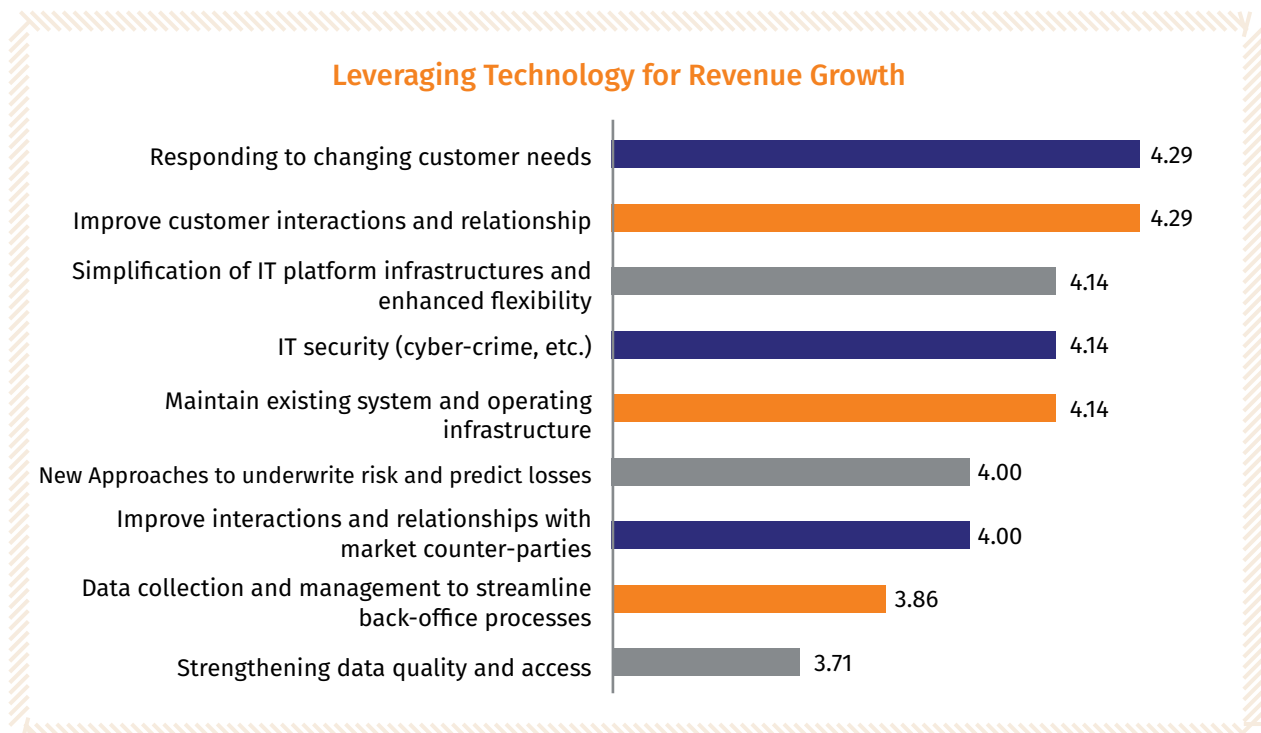 Leveraging Technology for Revenue Growth
Responding to changing customer needs
4.29
Improve customer interactions and relationship
4.29
Simplification of IT platform infrastructures and
enhanced flexibility
4.14
IT security (cyber-crime, etc.)
4.14
Maintain existing system and operating
infrastructure
4.14
New Approaches to underwrite risk and predict losses
4.00
Improve interactions and relationships with
market counter-parties
4.00
Data collection and management to streamline
back-office processes
3.86
Strengthening data quality and access
3.71